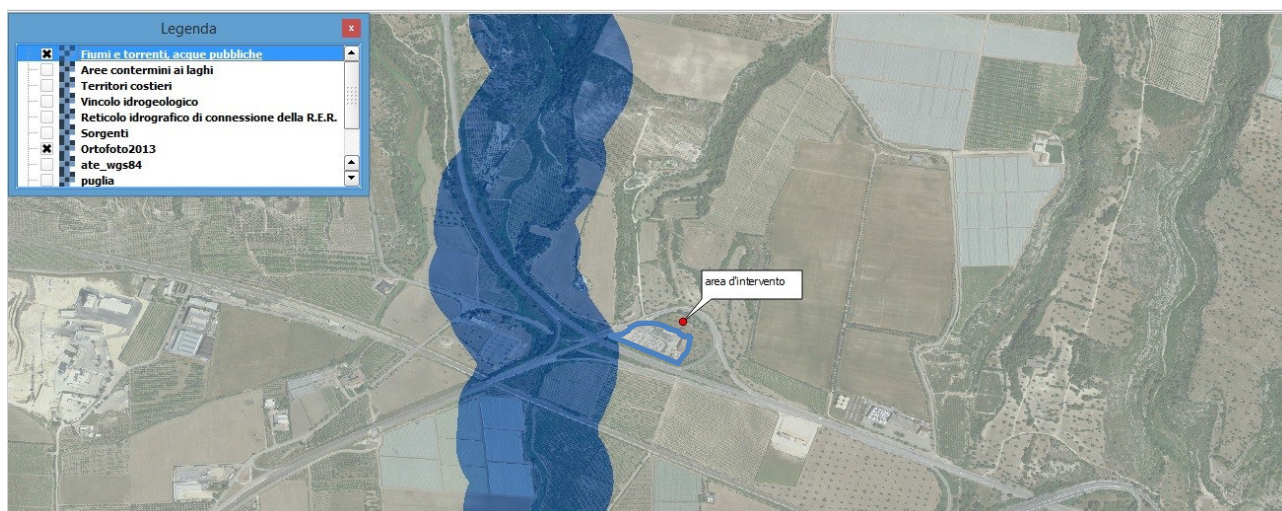 Legenda
x
Fiumi e torrenti, acque pubbliche
Aree contermini ai laghi
Territori costieri
Vincolo idrogeologico
Reticolo idrografico di connessione della R.E.R.
Sorgenti
Ortofoto2013
ate_wgs84
puglia
area d'intervento